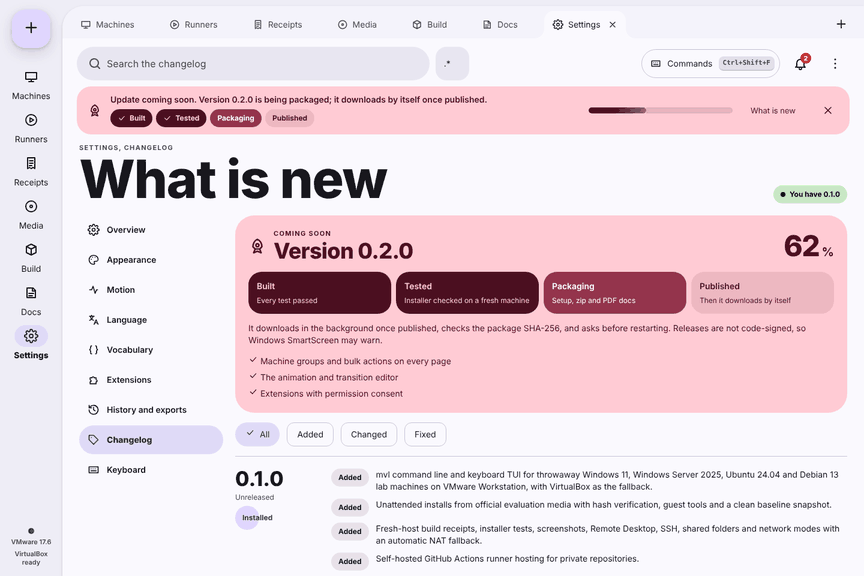 Machines
Runners
Receipts
Media
Build
Docs
Settings
Search the changelog
.*
Commands Ctrl+Shift+F
2
Machines
Runners
Receipts
Media
Build
Docs
Settings
VMware 17.6
VirtualBox
ready
Update coming soon. Version 0.2.0 is being packaged; it downloads by itself once published.
Built
Tested
Packaging
Published
What is new
SETTINGS, CHANGELOG
What is new
You have 0.1.0
Overview
Appearance
Motion
Language
Vocabulary
Extensions
History and exports
Changelog
Keyboard
COMING SOON
Version 0.2.0
62 %
Built
Every test passed
Tested
Installer checked on a fresh machine
Packaging
Setup, zip and PDF docs
Published
Then it downloads by itself
It downloads in the background once published, checks the package SHA-256, and asks before restarting. Releases are not code-signed, so
Windows SmartScreen may warn.
Machine groups and bulk actions on every page
The animation and transition editor
Extensions with permission consent
All
Added
Changed
Fixed
0.1.0
Unreleased
Installed
Added
mvl command line and keyboard TUI for throwaway Windows 11, Windows Server 2025, Ubuntu 24.04 and Debian 13
lab machines on VMware Workstation, with VirtualBox as the fallback.
Added
Unattended installs from official evaluation media with hash verification, guest tools and a clean baseline snapshot.
Added
Fresh-host build receipts, installer tests, screenshots, Remote Desktop, SSH, shared folders and network modes with
an automatic NAT fallback.
Added
Self-hosted GitHub Actions runner hosting for private repositories.